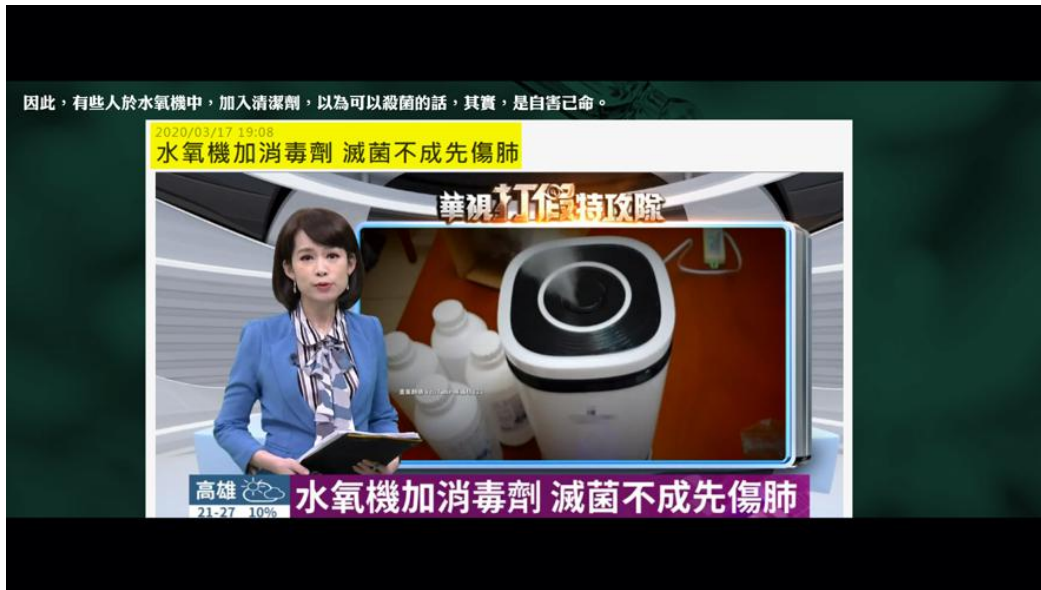 因此，有些人於水氧機中，加入清潔劑，以為可以殺菌的話，其實，是自害己命。
2020/03/17 19:08
水氧機加消毒劑 滅菌不成先傷肺
華視打假特攻隊
高雄
21-27 10%
水氧機加消毒劑 滅菌不成先傷肺